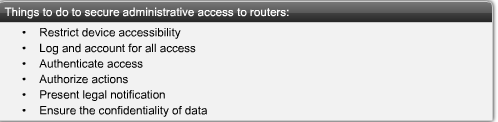 Things to do to secure administrative access to routers:
• Restrict device accessibility
• Log and account for all access
• Authenticate access
• Authorize actions
• Present legal notification
• Ensure the confidentiality of data